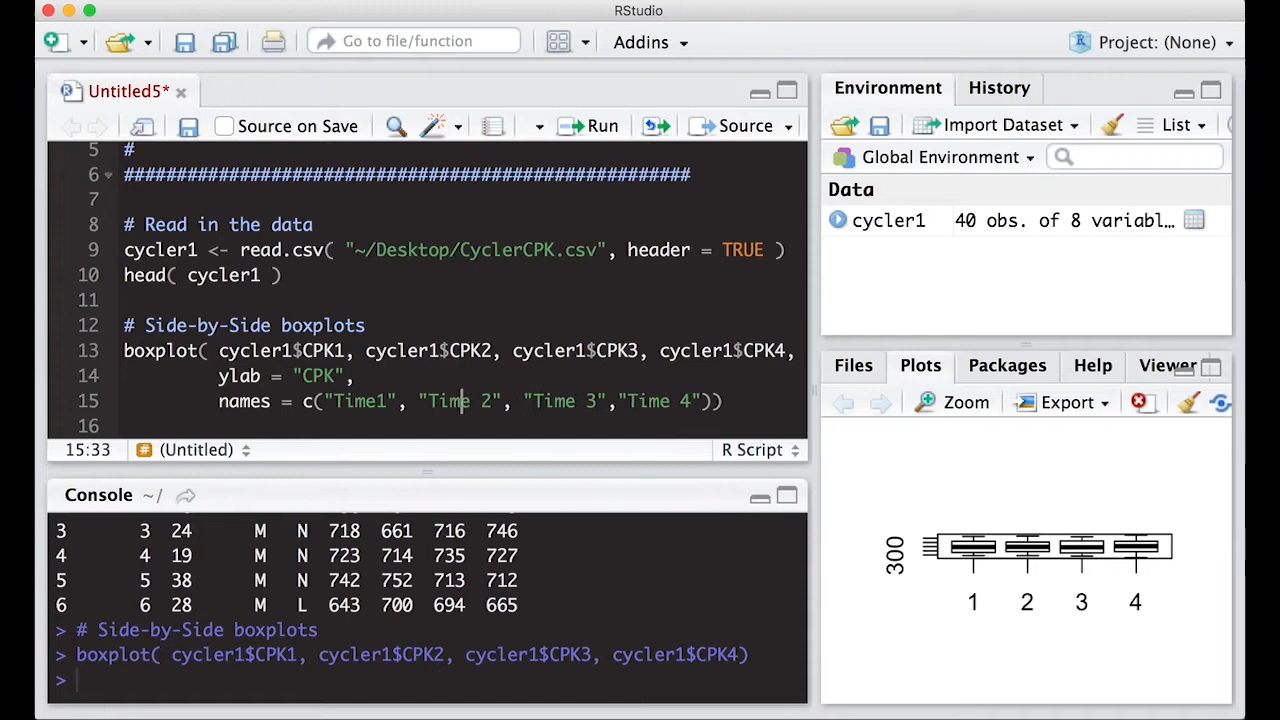 RStudio
Go to file/function
Addins
Project: (None)
Untitled5*
Source on Save
Run
Source
5 #
6 ######################################################
7
8 # Read in the data
9 cycler1 <- read.csv( "~/Desktop/CyclerCPK.csv", header = TRUE )
10 head( cycler1 )
11
12 # Side-by-Side boxplots
13 boxplot( cycler1$CPK1, cycler1$CPK2, cycler1$CPK3, cycler1$CPK4,
14 ylab = "CPK",
15 names = c("Time1", "Time 2", "Time 3","Time 4"))
16
15:33 # (Untitled) R Script
Console ~/
3 3 24 M N 718 661 716 746
4 4 19 M N 723 714 735 727
5 5 38 M N 742 752 713 712
6 6 28 M L 643 700 694 665
> # Side-by-Side boxplots
> boxplot( cycler1$CPK1, cycler1$CPK2, cycler1$CPK3, cycler1$CPK4)
>
Environment History
Import Dataset List
Global Environment
Data
cycler1 40 obs. of 8 variabl…
Files Plots Packages Help Viewer
Zoom Export
300
1 2 3 4